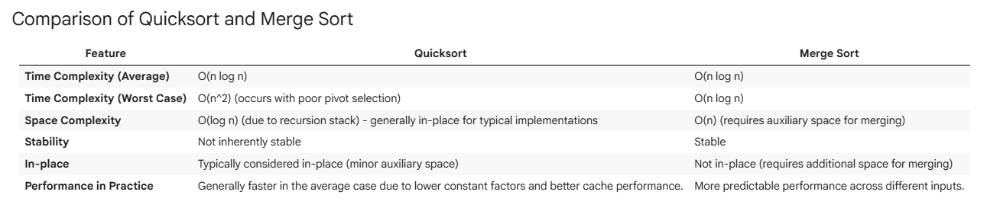 Comparison of Quicksort and Merge Sort
Feature Quicksort Merge Sort
Time Complexity (Average) O(n log n) O(n log n)
Time Complexity (Worst Case) O(n^2) (occurs with poor pivot selection) O(n log n)
Space Complexity O(log n) (due to recursion stack) - generally in-place for typical implementations O(n) (requires auxiliary space for merging)
Stability Not inherently stable Stable
In-place Typically considered in-place (minor auxiliary space) Not in-place (requires additional space for merging)
Performance in Practice Generally faster in the average case due to lower constant factors and better cache performance. More predictable performance across different inputs.